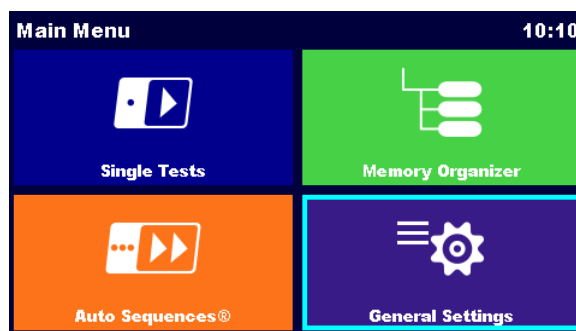 Main Menu 10:10
Single Tests
Memory Organizer
Auto Sequences®
General Settings